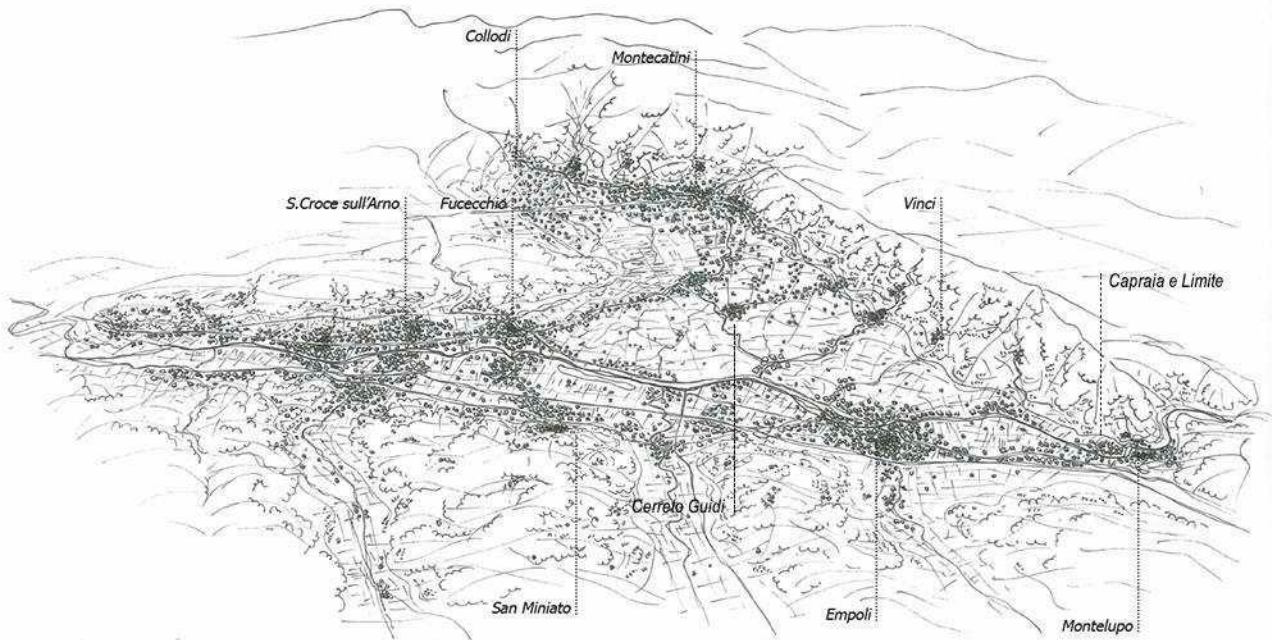 Collodi
Montecatini
S.Croce sull'Arno
Fucecchio
Vinci
Capraia e Limite
Cerreto Guidi
San Miniato
Empoli
Montelupo